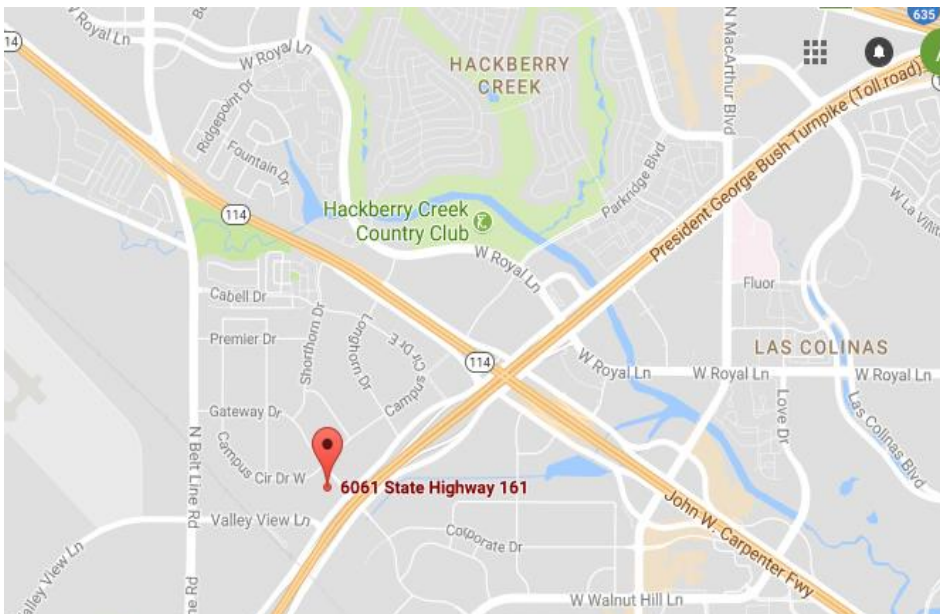 114
W Royal Ln
W Royal Ln
N MacArthur Blvd
635
HACKBERRY
CREEK
Ridgepoint Dr
Fountain Dr
President George Bush Turnpike (Toll road)
Parkridge Blvd
114
Hackberry Creek
Country Club
W Royal Ln
Fluor
Cabell Dr
Premier Dr
Shorthorn Dr
Longhorn Dr
Campus Cir Dr E
114
LAS COLINAS
W Royal Ln
W Royal Ln
W Royal Ln
Gateway Dr
Love Dr
Las Colinas Blvd
N Belt Line Rd
Campus Cir Dr W
6061 State Highway 161
Valley View Ln
John W. Carpenter Fwy
Corporate Dr
Valley View Ln
W Walnut Hill Ln